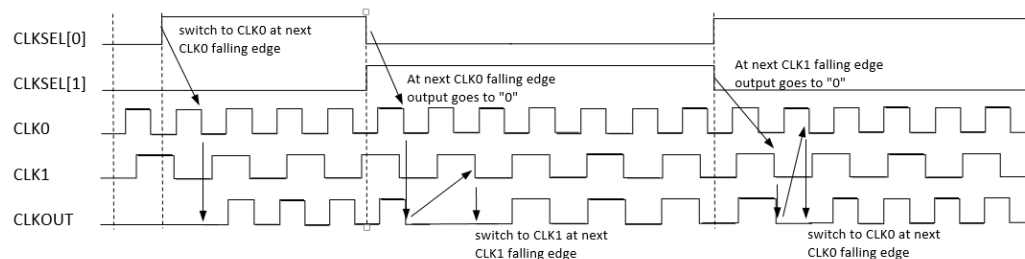 CLKSEL[0]
switch to CLK0 at next
CLK0 falling edge
CLKSEL[1]
At next CLK0 falling edge
output goes to "0"
At next CLK1 falling edge
output goes to "0"
CLK0
CLK1
CLKOUT
switch to CLK1 at next
CLK1 falling edge
switch to CLK0 at next
CLK0 falling edge